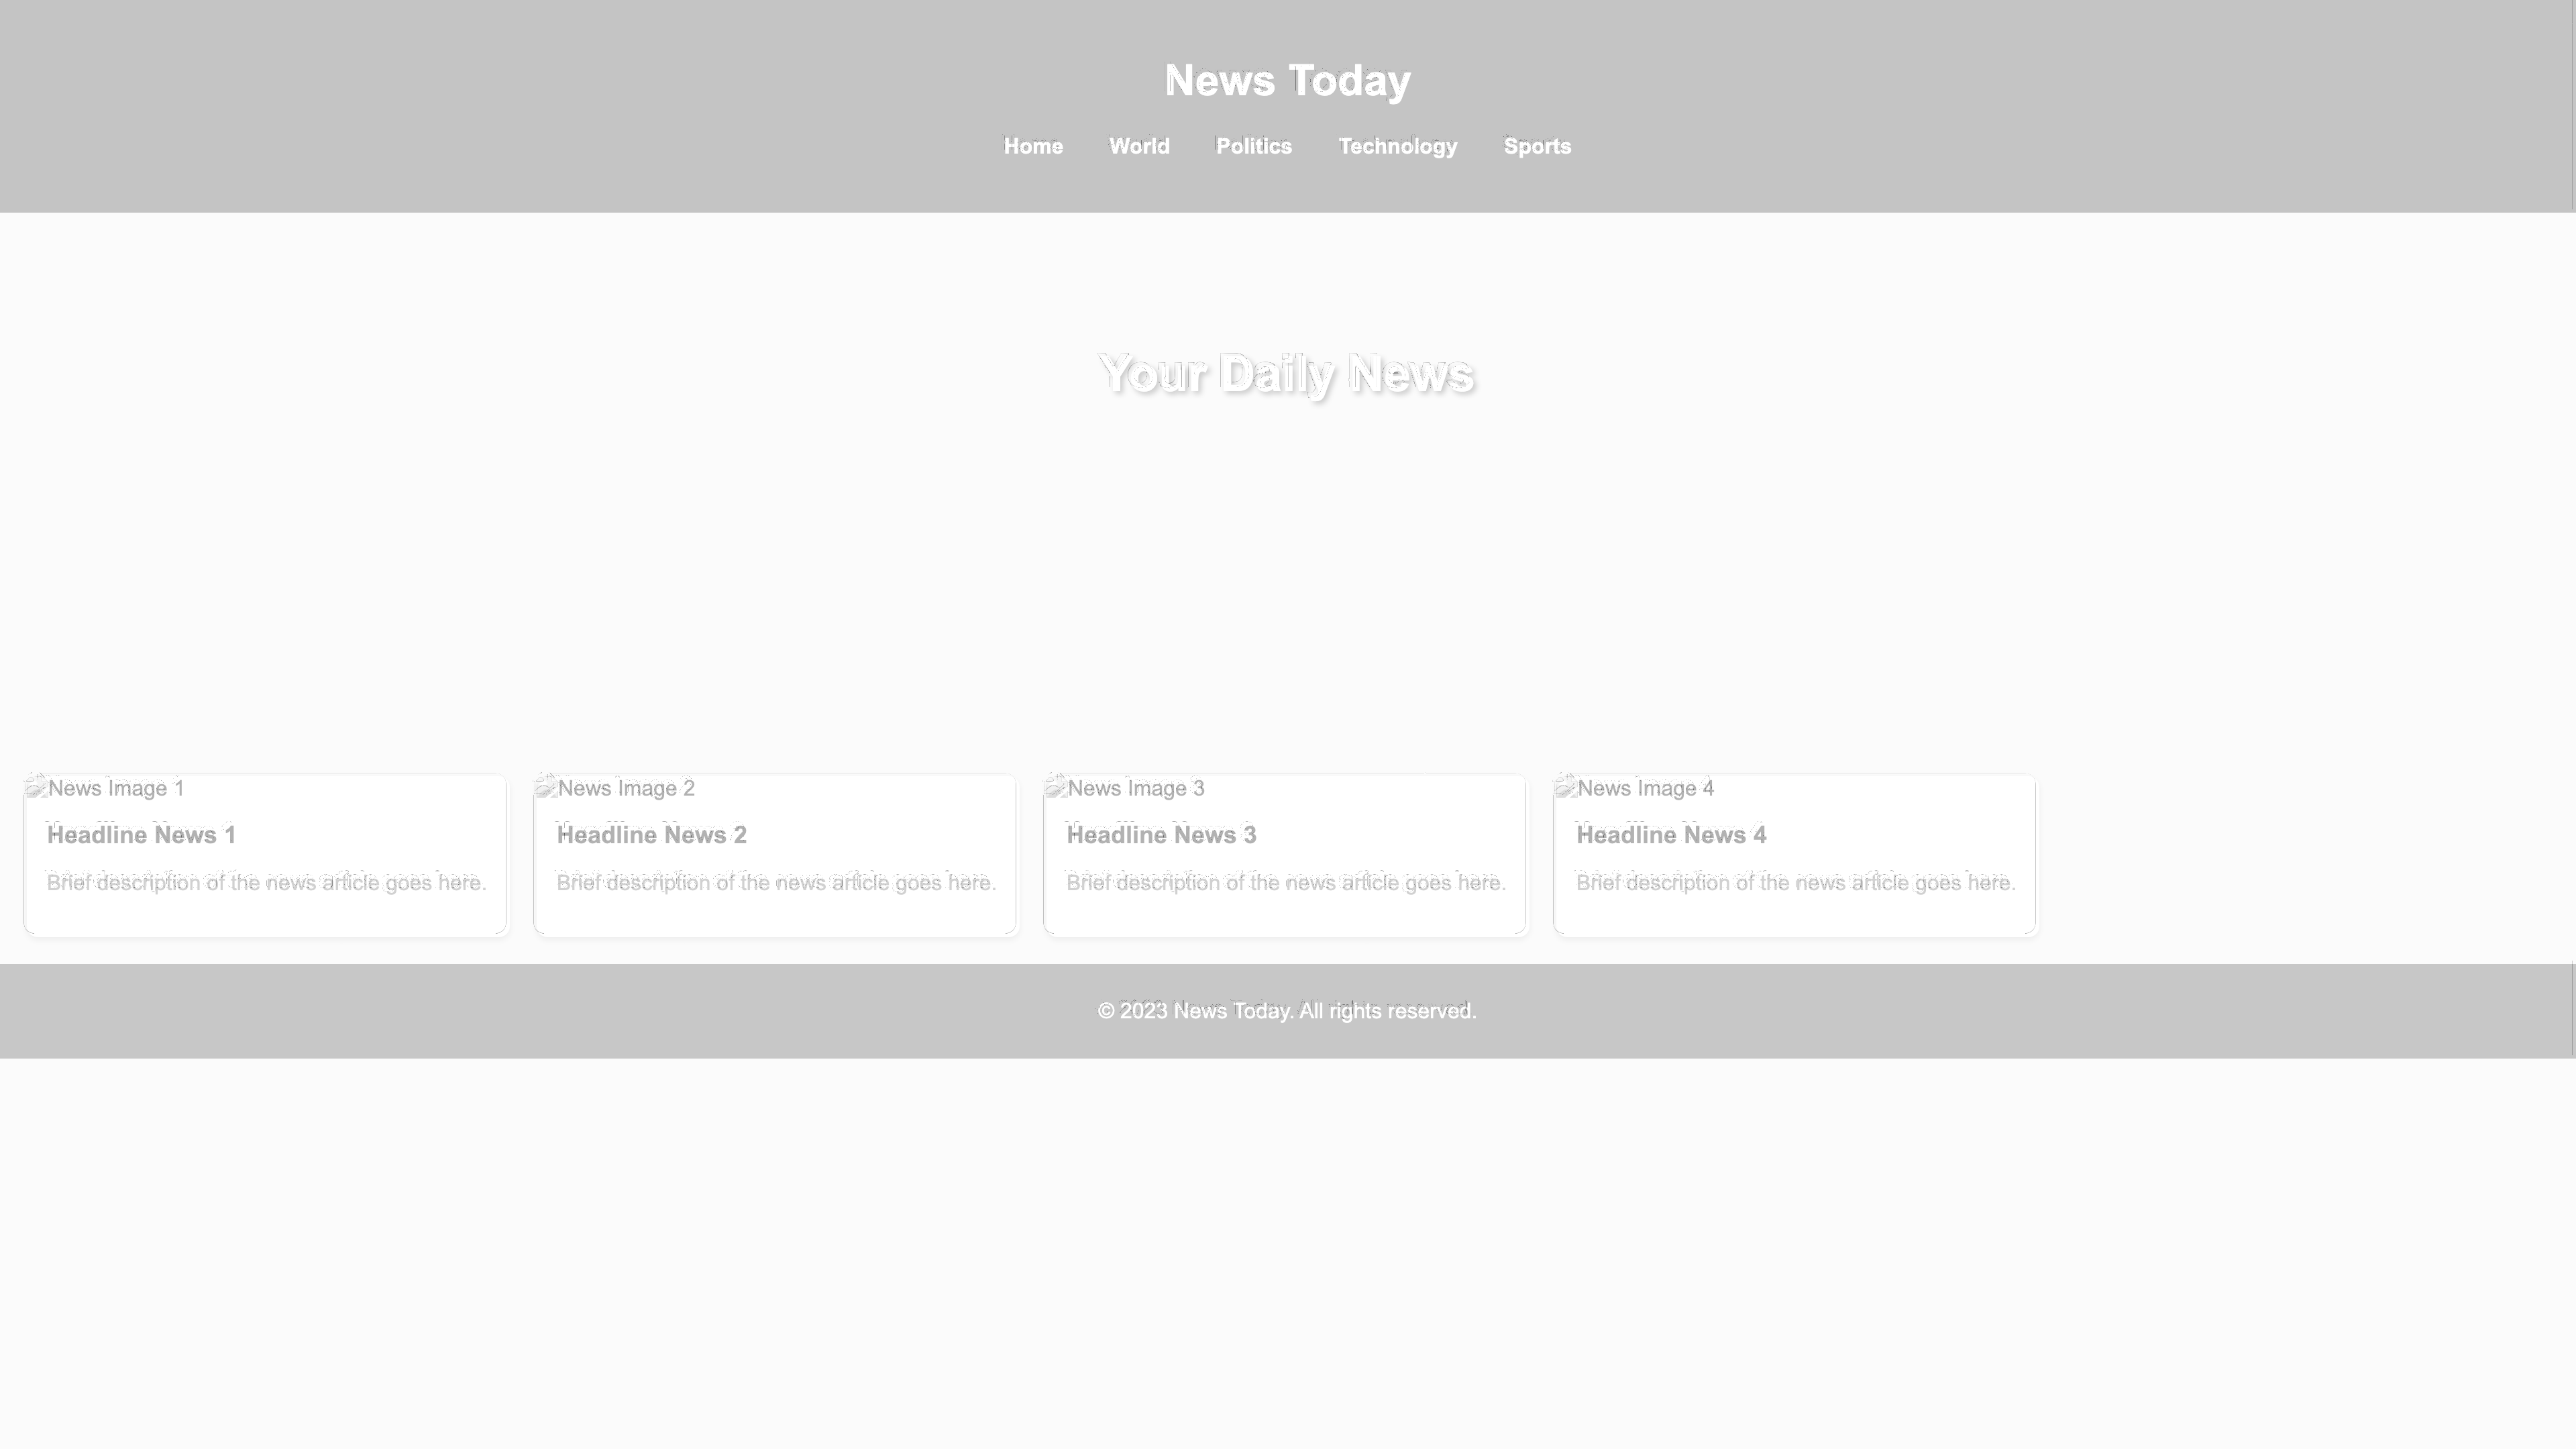 News Today
Home World Politics Technology Sports
Your Daily News
News Image 1 News Image 2 News Image 3 News Image 4
Headline News 1 Headline News 2 Headline News 3 Headline News 4
Brief description of the news article goes here. Brief description of the news article goes here. Brief description of the news article goes here. Brief description of the news article goes here.
© 2023 News Today. All rights reserved.